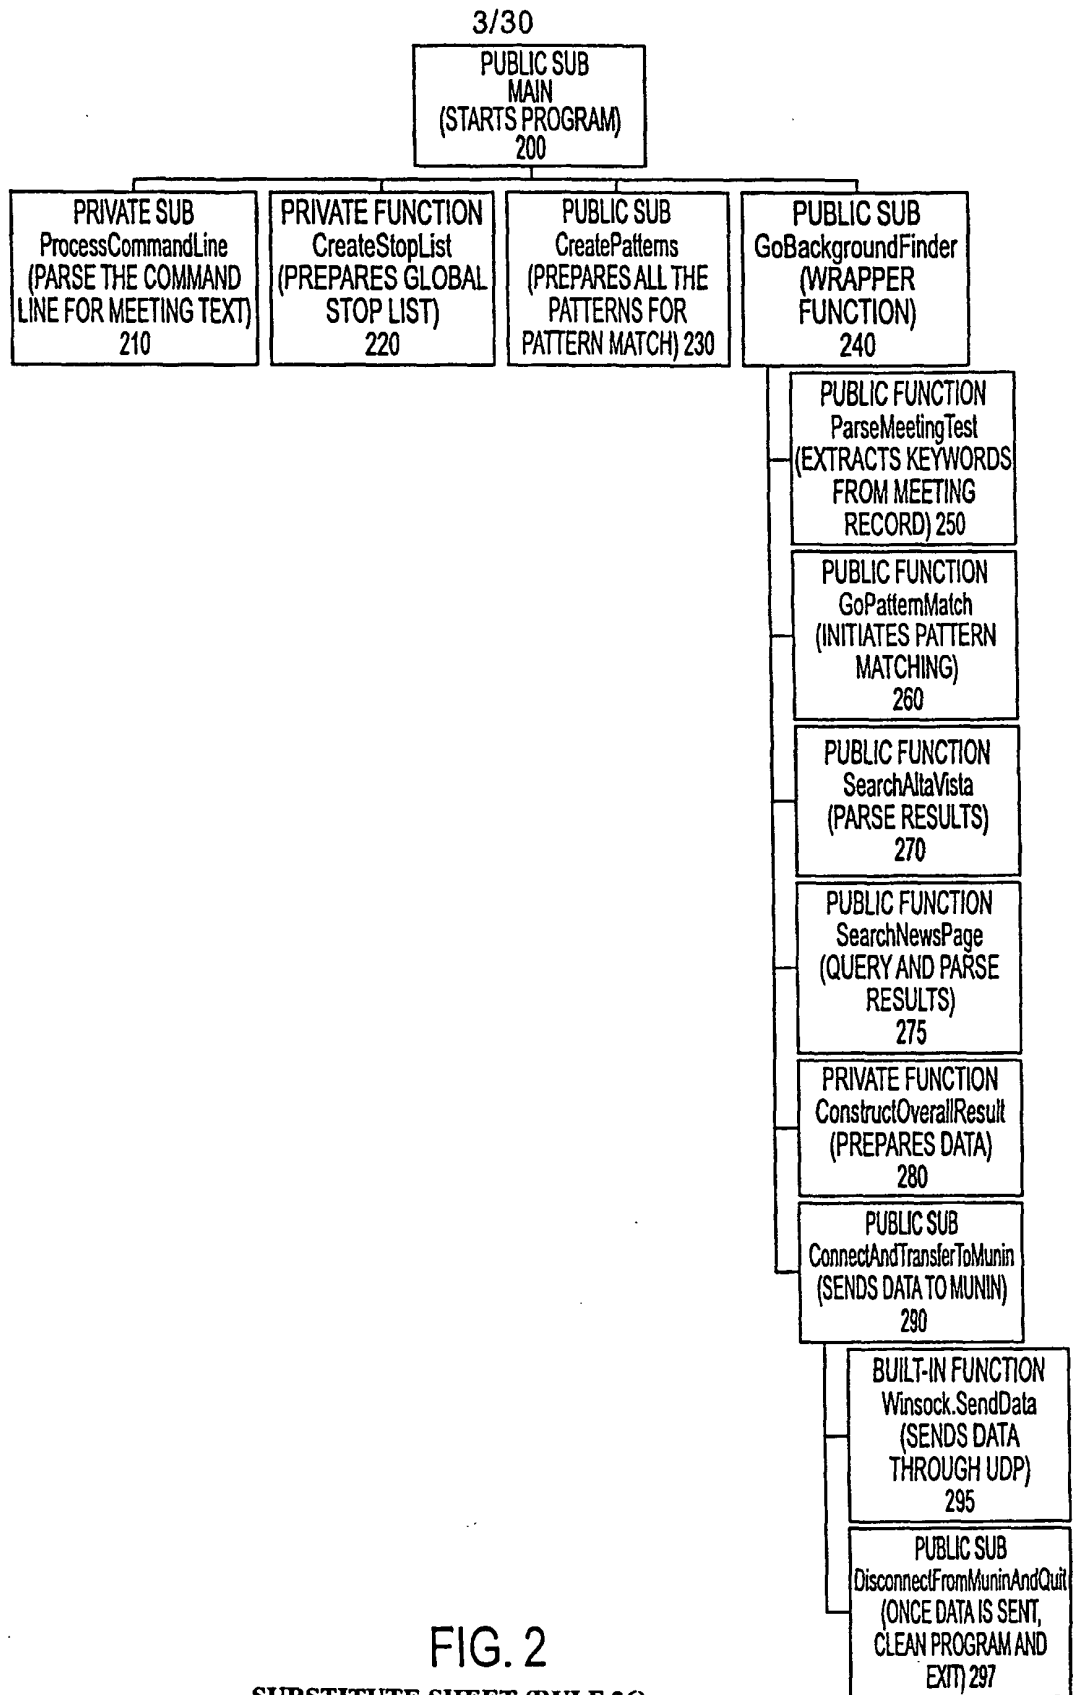 3/30
PUBLIC SUB
MAIN
(STARTS PROGRAM)
200
PRIVATE SUB
ProcessCommandLine
(PARSE THE COMMAND
LINE FOR MEETING TEXT)
210
PRIVATE FUNCTION
CreateStopList
(PREPARES GLOBAL
STOP LIST)
220
PUBLIC SUB
CreatePatterns
(PREPARES ALL THE
PATTERNS FOR
PATTERN MATCH) 230
PUBLIC SUB
GoBackgroundFinder
(WRAPPER
FUNCTION)
240
PUBLIC FUNCTION
ParseMeetingTest
(EXTRACTS KEYWORDS
FROM MEETING
RECORD) 250
PUBLIC FUNCTION
GoPatternMatch
(INITIATES PATTERN
MATCHING)
260
PUBLIC FUNCTION
SearchAltaVista
(PARSE RESULTS)
270
PUBLIC FUNCTION
SearchNewsPage
(QUERY AND PARSE
RESULTS)
275
PRIVATE FUNCTION
ConstructOverallResult
(PREPARES DATA)
280
PUBLIC SUB
ConnectAndTransferToMunin
(SENDS DATA TO MUNIN)
290
BUILT-IN FUNCTION
Winsock.SendData
(SENDS DATA
THROUGH UDP)
295
PUBLIC SUB
DisconnectFromMuninAndQuit
(ONCE DATA IS SENT,
CLEAN PROGRAM AND
EXIT) 297
FIG. 2
SUBSTITUTE SHEET (RULE 26)